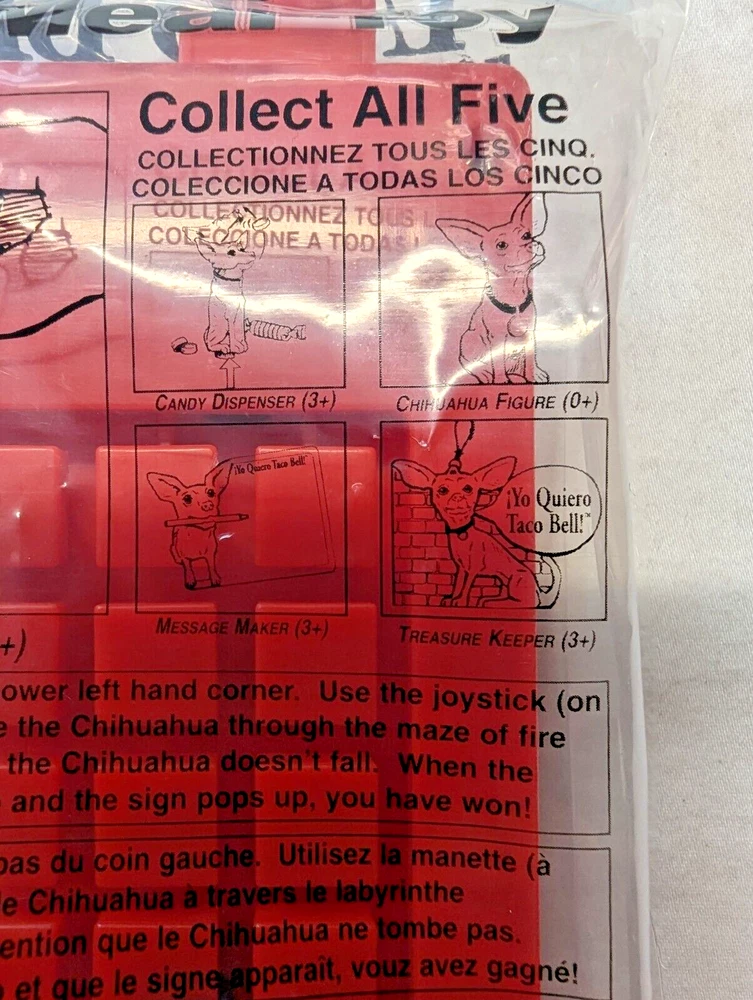 Meal Toy
Collect All Five
COLLECTIONNEZ TOUS LES CINQ.
COLECCIONE A TODAS LOS CINCO
COLLECTIONNEZ TOUS L
COLECCIONE A TODAS L
CANDY DISPENSER (3+)
CHIHUAHUA FIGURE (0+)
¡Yo Quiero Taco Bell!™
¡Yo Quiero
Taco Bell!™
MESSAGE MAKER (3+)
TREASURE KEEPER (3+)
+)
ower left hand corner. Use the joystick (on
e the Chihuahua through the maze of fire
the Chihuahua doesn't fall. When the
and the sign pops up, you have won!
pas du coin gauche. Utilisez la manette (à
le Chihuahua à travers le labyrinthe
ention que le Chihuahua ne tombe pas.
et que le signe apparaît, vouz avez gagné!